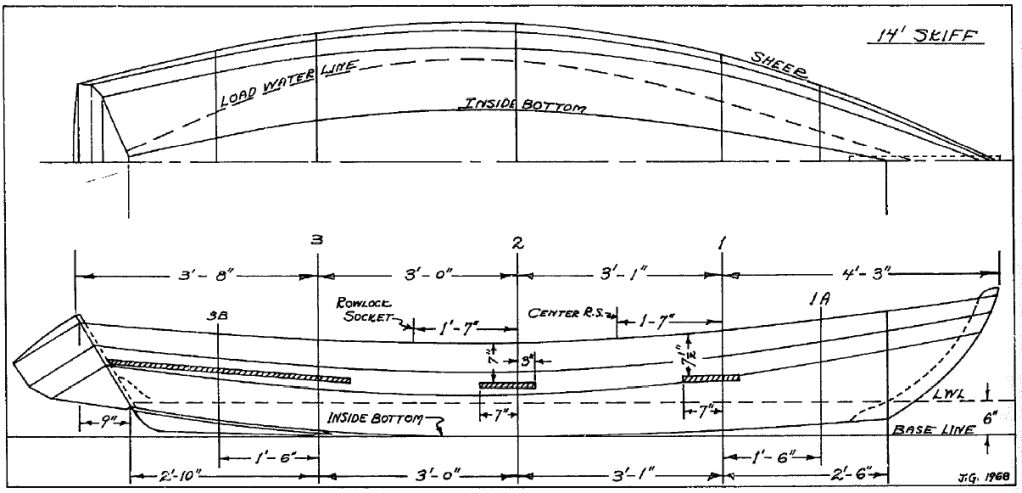 14' SKIFF
SHEER
LOAD WATER LINE
INSIDE BOTTOM
3
2
1
3'-8"
3'-0"
3'-1"
4'-3"
3B
ROWLOCK
SOCKET
1'-7"
CENTER R.S.
1-7"
1A
7"
3"
7 1/2"
7"
7"
LWL
9"
INSIDE BOTTOM
BASE LINE
6"
1'-6"
1'-6"
2'-10"
3'-0"
3'-1"
2'-6"
J.G. 1968